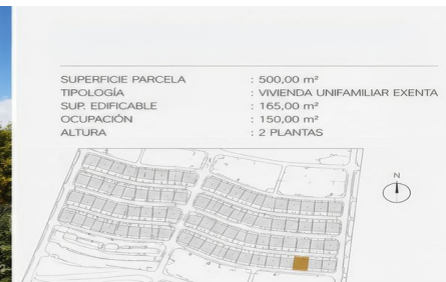 SUPERFICIE PARCELA : 500,00 m²
TIPOLOGÍA : VIVIENDA UNIFAMILIAR EXENTA
SUP. EDIFICABLE : 165,00 m²
OCUPACIÓN : 150,00 m²
ALTURA : 2 PLANTAS
N